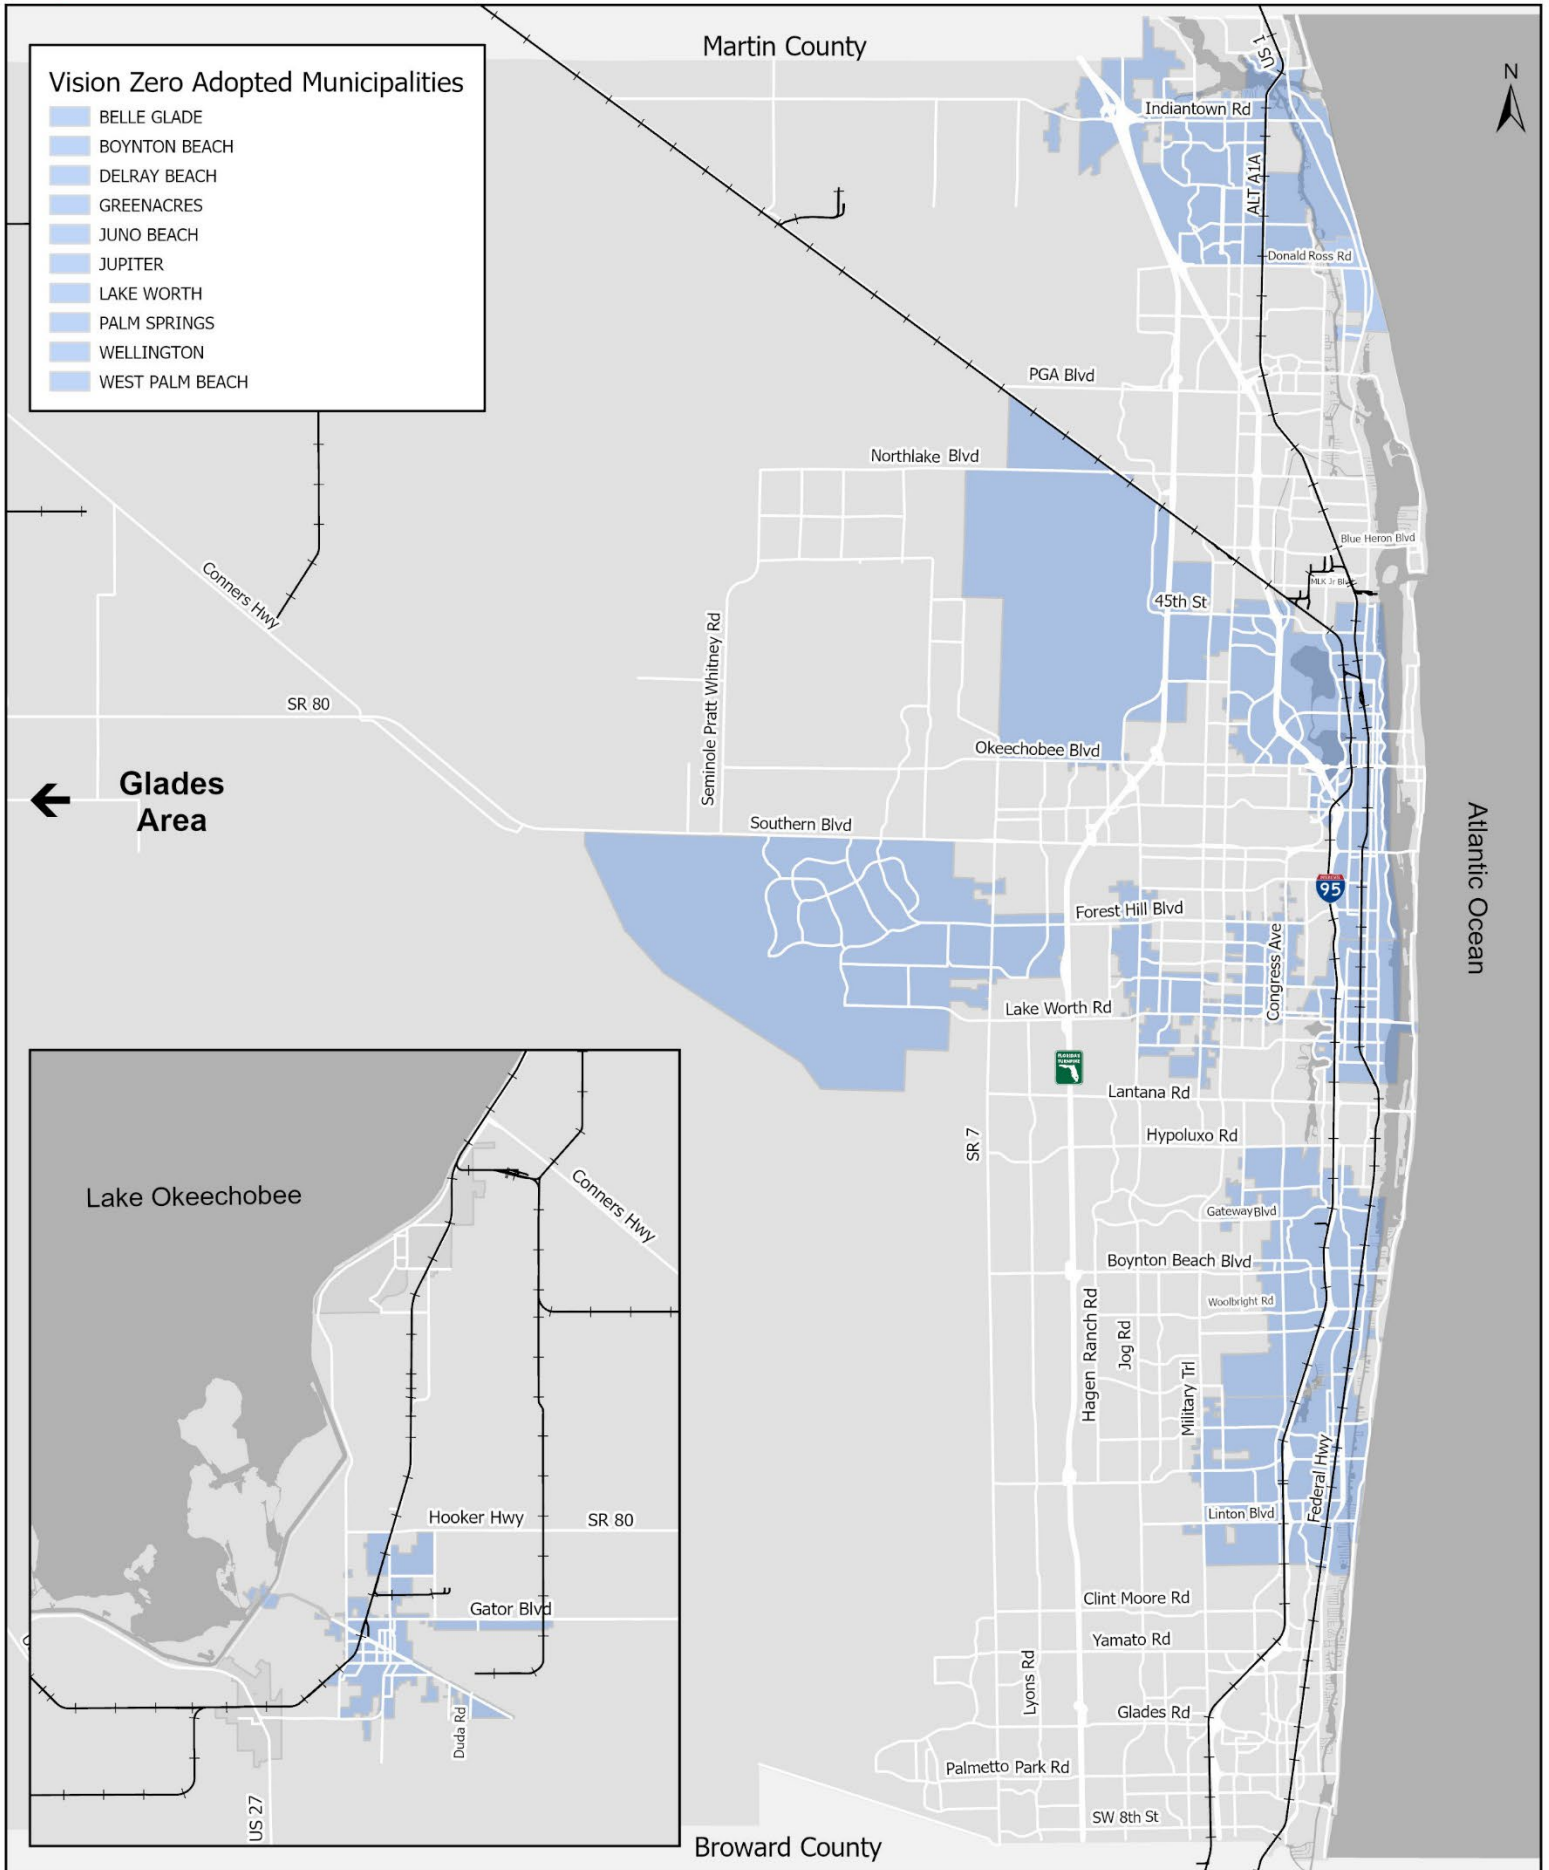 Martin County
US 1
N
Vision Zero Adopted Municipalities
BELLE GLADE
BOYNTON BEACH
DELRAY BEACH
GREENACRES
JUNO BEACH
JUPITER
LAKE WORTH
PALM SPRINGS
WELLINGTON
WEST PALM BEACH
Indiantown Rd
ALT A1A
Donald Ross Rd
PGA Blvd
Northlake Blvd
Blue Heron Blvd
MLK Jr Blv
Conners Hwy
45th St
Seminole Pratt Whitney Rd
SR 80
Okeechobee Blvd
Glades
Area
Southern Blvd
Atlantic Ocean
95
Forest Hill Blvd
Congress Ave
Lake Worth Rd
FLORIDA'S
TURNPIKE
Lantana Rd
SR 7
Hypoluxo Rd
Lake Okeechobee
Conners Hwy
Gateway Blvd
Boynton Beach Blvd
Woolbright Rd
Hagen Ranch Rd
Jog Rd
Military Trl
Federal Hwy
Hooker Hwy
SR 80
Linton Blvd
Gator Blvd
Clint Moore Rd
Yamato Rd
Lyons Rd
Duda Rd
Glades Rd
Palmetto Park Rd
US 27
SW 8th St
Broward County